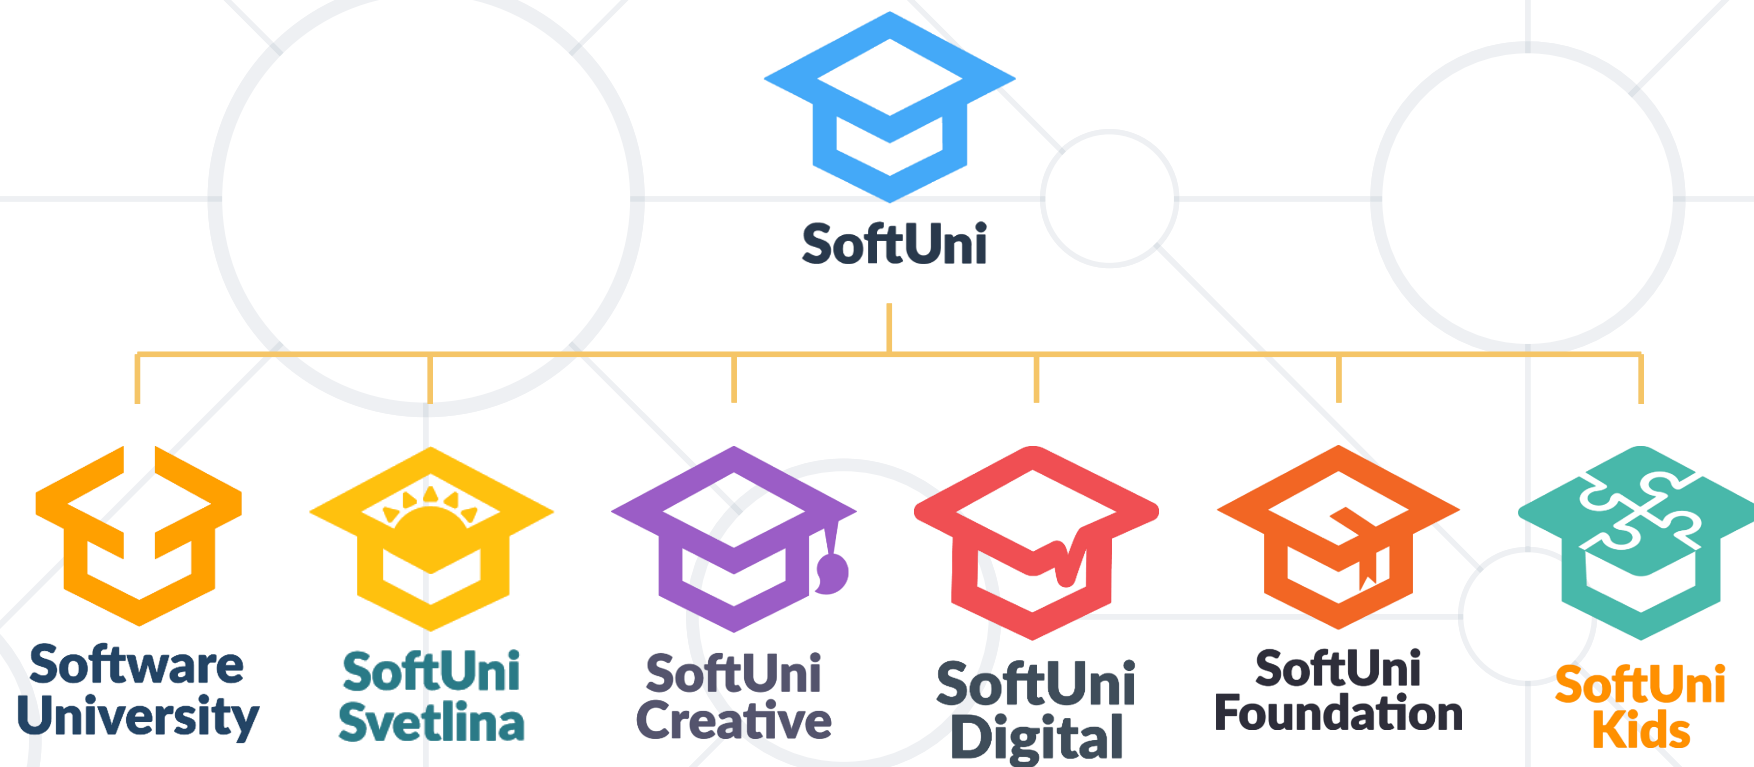 SoftUni
Software
University
SoftUni
Svetlina
SoftUni
Creative
SoftUni
Digital
SoftUni
Foundation
SoftUni
Kids